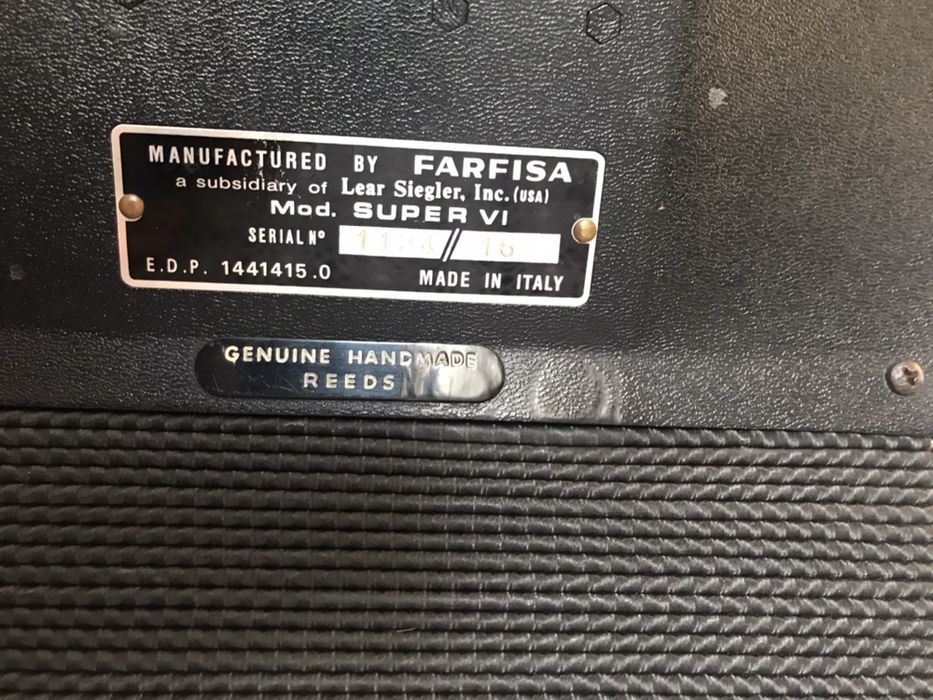 MANUFACTURED BY FARFISA
a subsidiary of Lear Siegler, Inc. (USA)
Mod. SUPER VI
SERIAL Nº 1124 // 15
E.D.P. 1441415.0 MADE IN ITALY
GENUINE HANDMADE
REEDS